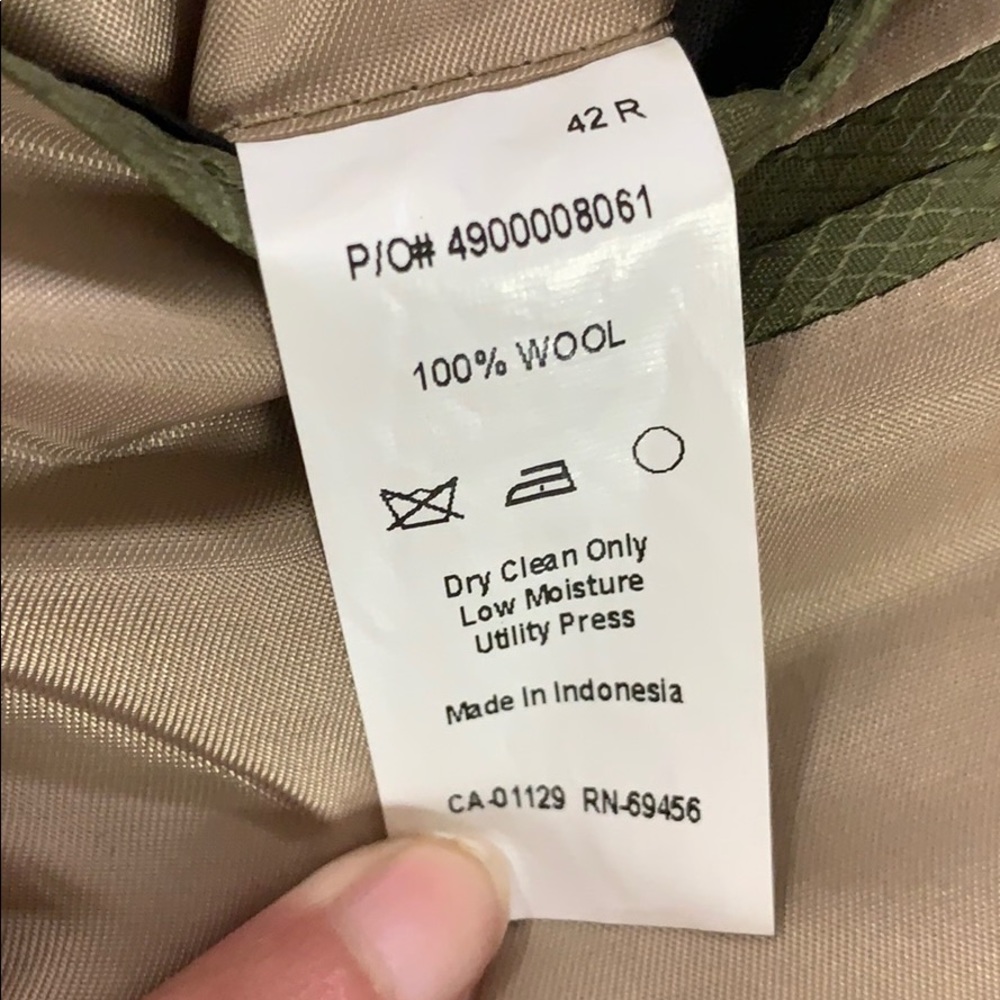 42 R
P/O# 4900008061
100% WOOL
Dry Clean Only
Low Moisture
Utility Press
Made In Indonesia
CA-01129 RN-69456